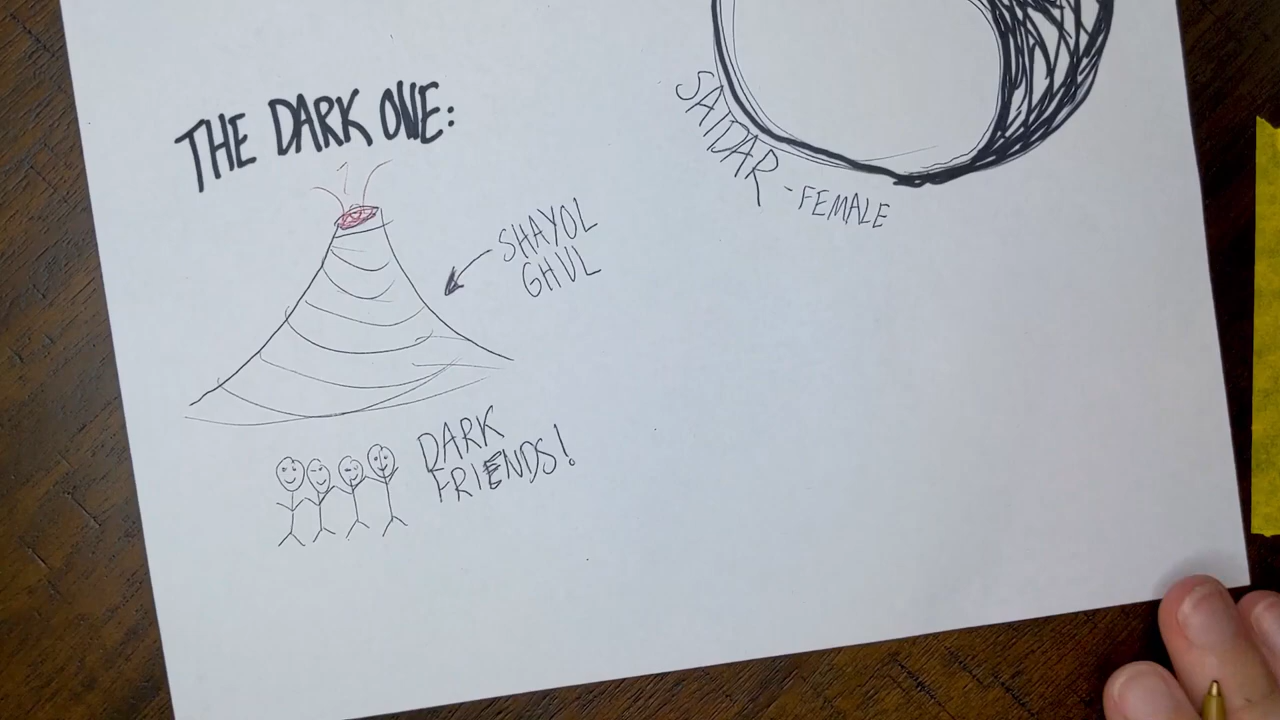 THE DARK ONE:
SHAYOL
GHUL
DARK
FRIENDS!
SAIDAR - FEMALE